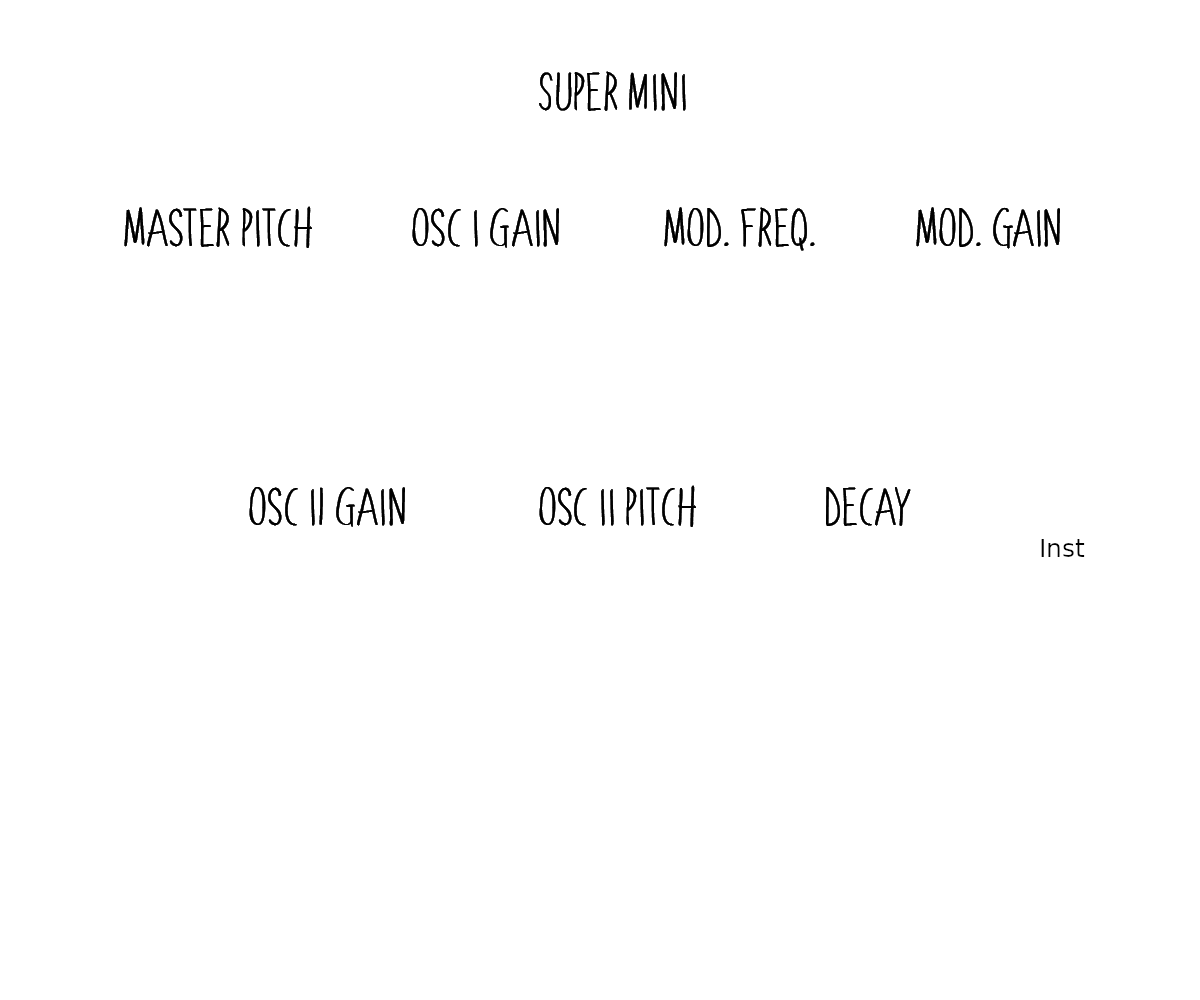 SUPER MINI
MASTER PITCH OSC I GAIN MOD. FREQ. MOD. GAIN
OSC II GAIN OSC II PITCH DECAY
Inst